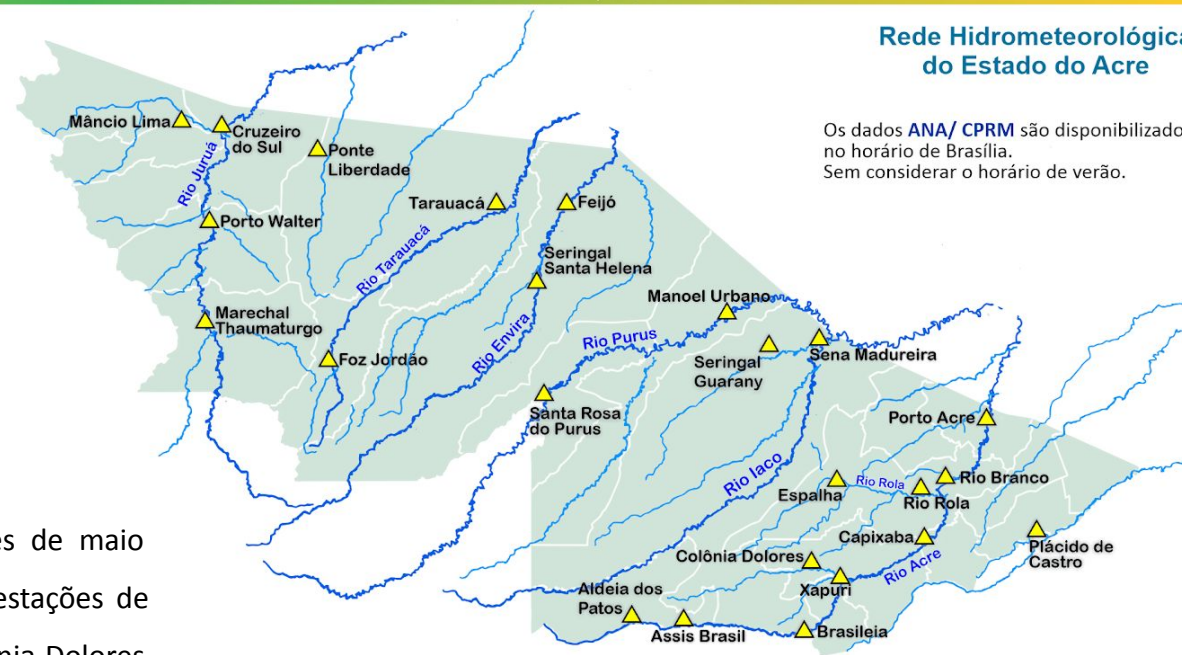 Rede Hidrometeorológica
do Estado do Acre
Os dados ANA/ CPRM são disponibilizado
no horário de Brasília.
Sem considerar o horário de verão.
Mâncio Lima
Cruzeiro
do Sul
Ponte
Liberdade
Rio Juruá
Porto Walter
Tarauacá
Feijó
Rio Tarauacá
Seringal
Santa Helena
Marechal
Thaumaturgo
Foz Jordão
Rio Envira
Manoel Urbano
Rio Purus
Seringal
Guarany
Sena Madureira
Santa Rosa
do Purus
Porto Acre
Rio Iaco
Espalha
Rio Rola
Rio Rola
Rio Branco
Capixaba
Plácido de
Castro
Colônia Dolores
Rio Acre
Xapuri
Aldeia dos
Patos
Assis Brasil
Brasileia
de maio
estações de
Dolores